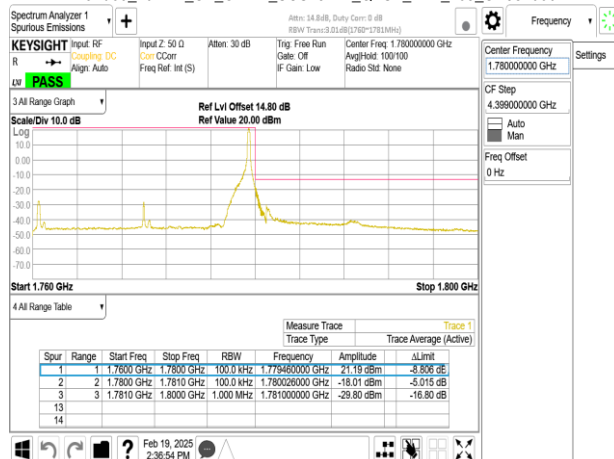 Spectrum Analyzer 1
Spurious Emissions
Attn: 14.8dB, Duty Corr: 0 dB
RBW Trans:3.01dB(1760~1781MHz)
Frequency
Settings
KEYSIGHT
R
LXI
PASS
Input: RF
Coupling: DC
Align: Auto
Input Z: 50 Ω
Corr CCorr
Freq Ref: Int (S)
Atten: 30 dB
Trig: Free Run
Gate: Off
IF Gain: Low
Center Freq: 1.780000000 GHz
Avg|Hold: 100/100
Radio Std: None
Center Frequency
1.780000000 GHz
CF Step
4.399000000 GHz
Auto
Man
Freq Offset
0 Hz
3 All Range Graph
Scale/Div 10.0 dB
Ref Lvl Offset 14.80 dB
Ref Value 20.00 dBm
Log
10.0
0.00
-10.0
-20.0
-30.0
-40.0
-50.0
-60.0
-70.0
Start 1.760 GHz
Stop 1.800 GHz
4 All Range Table
Measure Trace Trace 1
Trace Type Trace Average (Active)
Spur Range Start Freq Stop Freq RBW Frequency Amplitude ΔLimit
1 1 1.7600 GHz 1.7800 GHz 100.0 kHz 1.779460000 GHz 21.19 dBm -8.806 dB
2 2 1.7800 GHz 1.7810 GHz 100.0 kHz 1.780026000 GHz -18.01 dBm -5.015 dB
3 3 1.7810 GHz 1.8000 GHz 1.000 MHz 1.781000000 GHz -29.80 dBm -16.80 dB
13
14
?
Feb 19, 2025
2:36:54 PM